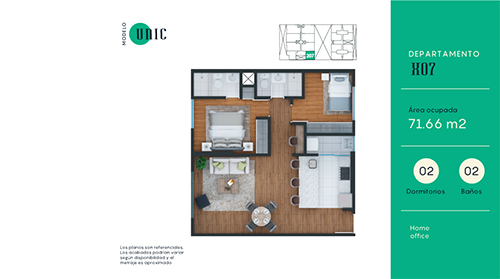 MODELO
UNIC
X07
DEPARTAMENTO
X07
Área ocupada
71.66 m2
02
Dormitorios
02
Baños
Home
office
Los planos son referenciales.
Los acabados podrían variar
según disponibilidad y el
metraje es aproximado